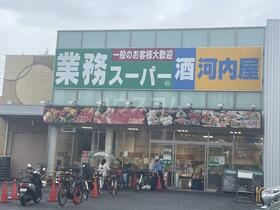 一般のお客様大歓迎
業務スーパー
酒
河内屋